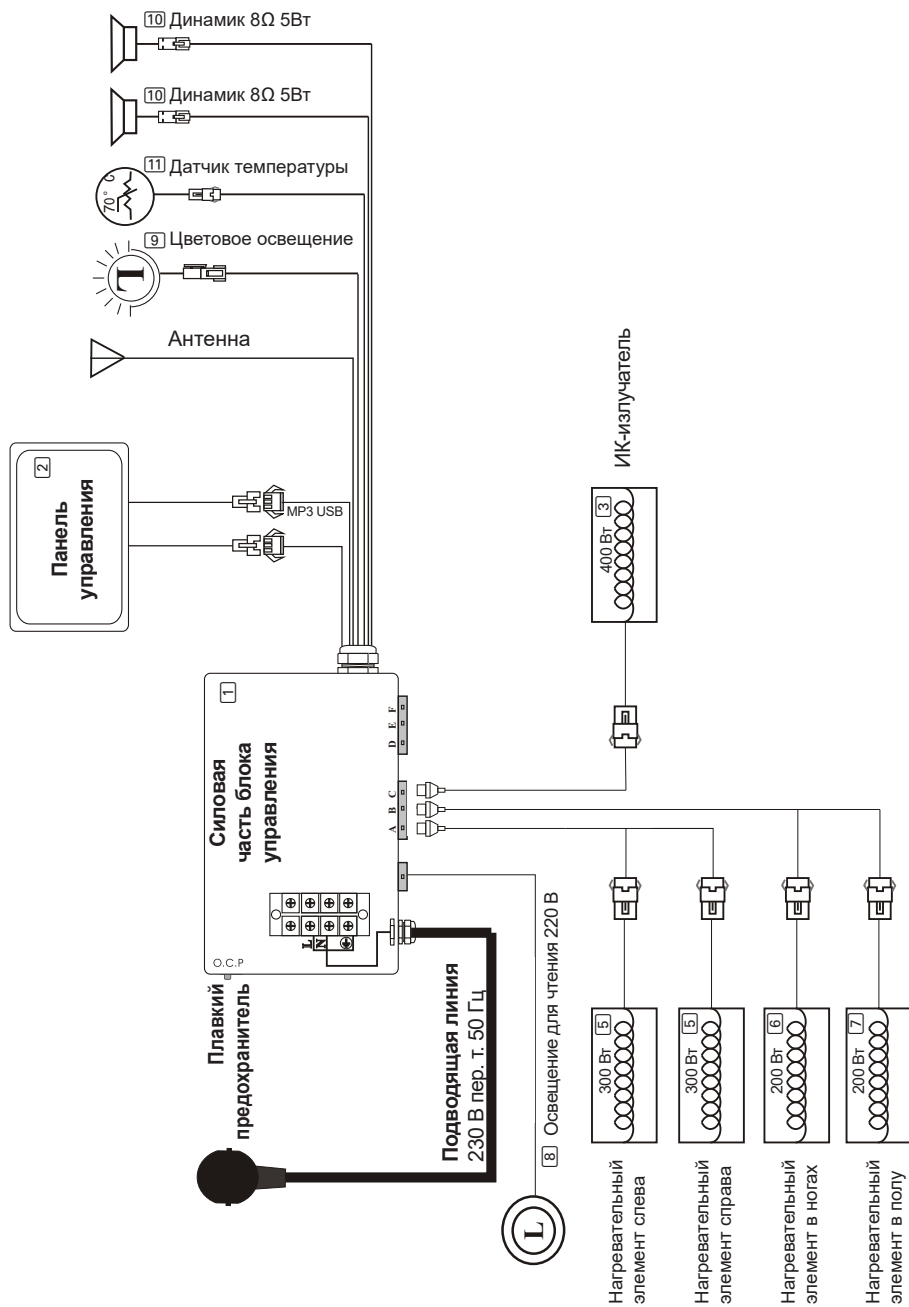 10 Динамик 8Ω 5Вт
10 Динамик 8Ω 5Вт
11 Датчик температуры
70° C
9 Цветовое освещение
L
Антенна
2
Панель
управления
MP3 USB
ИК-излучатель
3
400 Вт
1
Силовая
часть блока
управления
A B C
D E F
L
N
O.C.P
Плавкий
предохранитель
Подводящая линия
230 В пер. т. 50 Гц
8 Освещение для чтения 220 В
L
5
300 Вт
Нагревательный
элемент слева
5
300 Вт
Нагревательный
элемент справа
6
200 Вт
Нагревательный
элемент в ногах
7
200 Вт
Нагревательный
элемент в полу